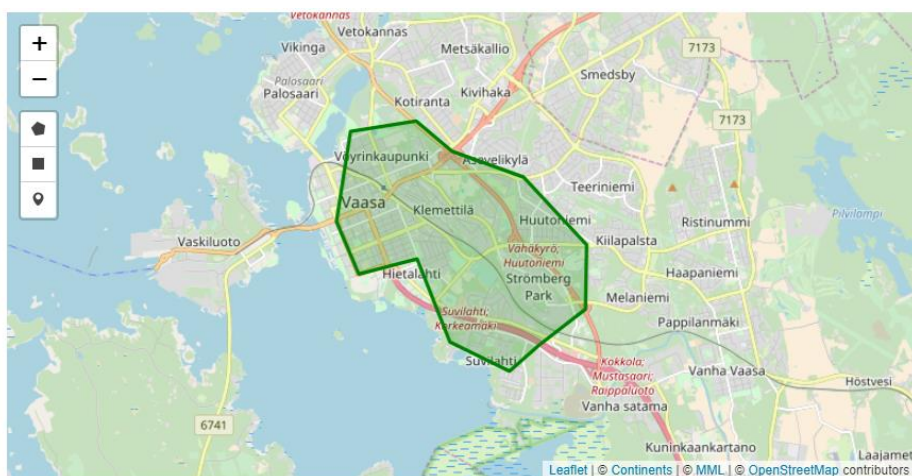 Vetokannas
Vetokannas
Vikinga
Metsäkallio
7173
Smedsby
Palosaari
Palosaari
Kivihaka
Kotiranta
7173
Vöyrinkaupunki
Asevelikylä
Teeriniemi
Vaasa
Klemettilä
Huutoniemi
Ristinummi
Pilvilampi
Vaskiluoto
Kiilapalsta
Vähäkyrö;
Huutoniemi
Hietalahti
Strömberg
Park
Haapaniemi
Melaniemi
Suvilahti;
Korkeamäki
Pappilanmäki
Suvilahti
Kokkola;
Mustasaari;
Raippaluoto
Vanha Vaasa
Höstvesi
6741
Vanha satama
Kuninkaankartano
Laajamet
+
−
Leaflet | © Continents | © MML | © OpenStreetMap contributors